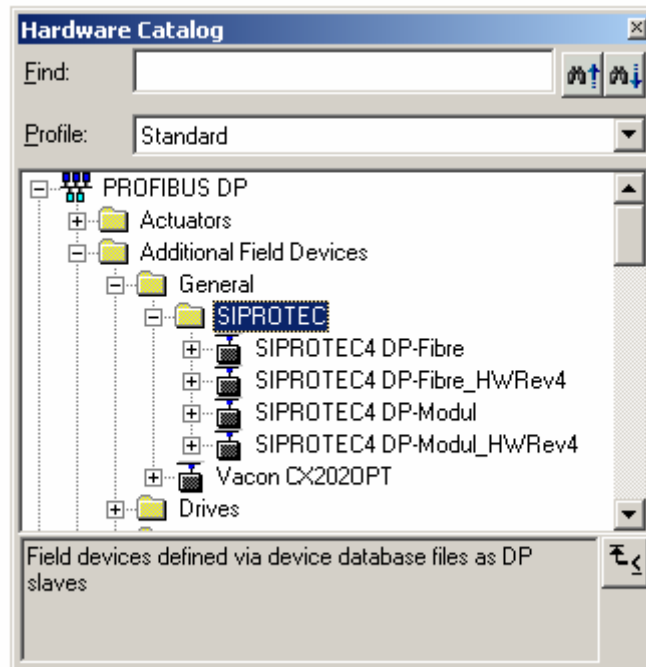 Hardware Catalog
Find:
Profile:
Standard
PROFIBUS DP
Actuators
Additional Field Devices
General
SIPROTEC
SIPROTEC4 DP-Fibre
SIPROTEC4 DP-Fibre_HWRev4
SIPROTEC4 DP-Modul
SIPROTEC4 DP-Modul_HWRev4
Vacon CX2020PT
Drives
Field devices defined via device database files as DP
slaves